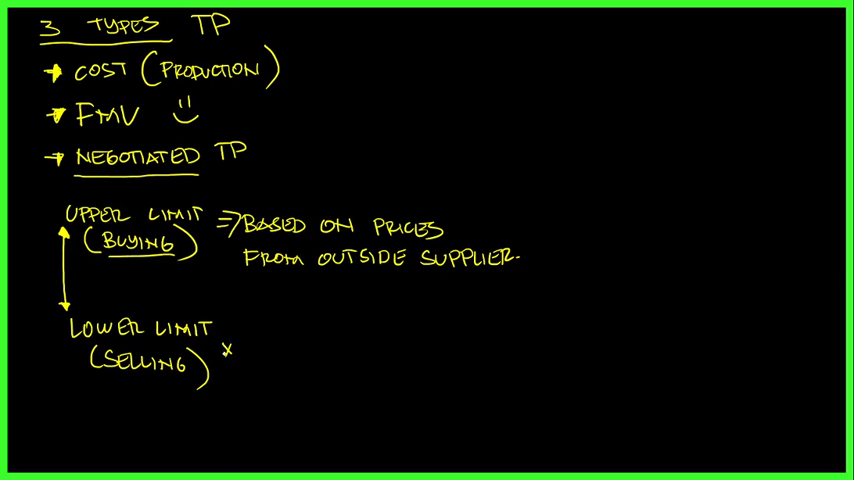 3 TYPES TP
→ COST (PRODUCTION)
→ FMV
→ NEGOTIATED TP
UPPER LIMIT ⇒ BASED ON PRICES
(BUYING) FROM OUTSIDE SUPPLIER.
LOWER LIMIT
(SELLING) *